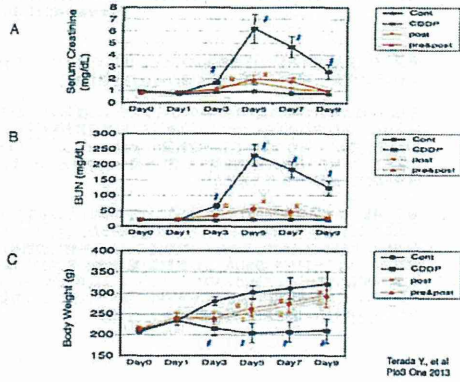 A
Serum Creatinine
(mg/dL)
8
7
6
5
4
3
2
1
0
Day0 Day1 Day3 Day5 Day7 Day9
Cont
CDDP
post
pre&post
B
BUN (mg/dL)
300
250
200
150
100
50
0
Day0 Day1 Day3 Day5 Day7 Day9
Cont
CDDP
post
pre&post
C
Body Weight (g)
400
350
300
250
200
150
Day0 Day1 Day3 Day5 Day7 Day9
Cont
CDDP
post
pre&post
Terada Y., et al
PloS One 2013